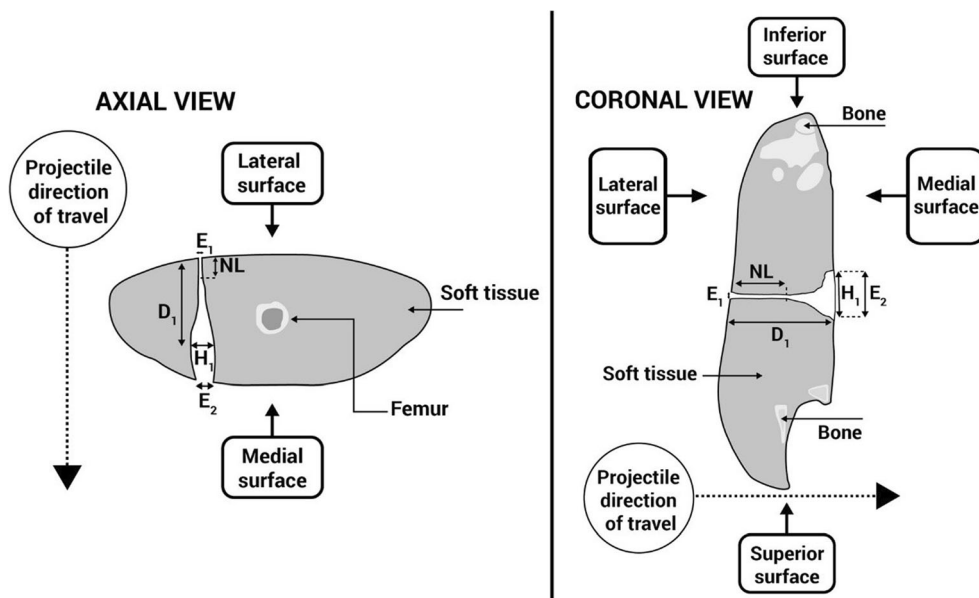 AXIAL VIEW
Projectile
direction
of travel
Lateral
surface
E1
NL
D1
Soft tissue
H1
E2
Femur
Medial
surface
CORONAL VIEW
Inferior
surface
Bone
Lateral
surface
Medial
surface
NL
E1
H1
E2
D1
Soft tissue
Bone
Projectile
direction
of travel
Superior
surface